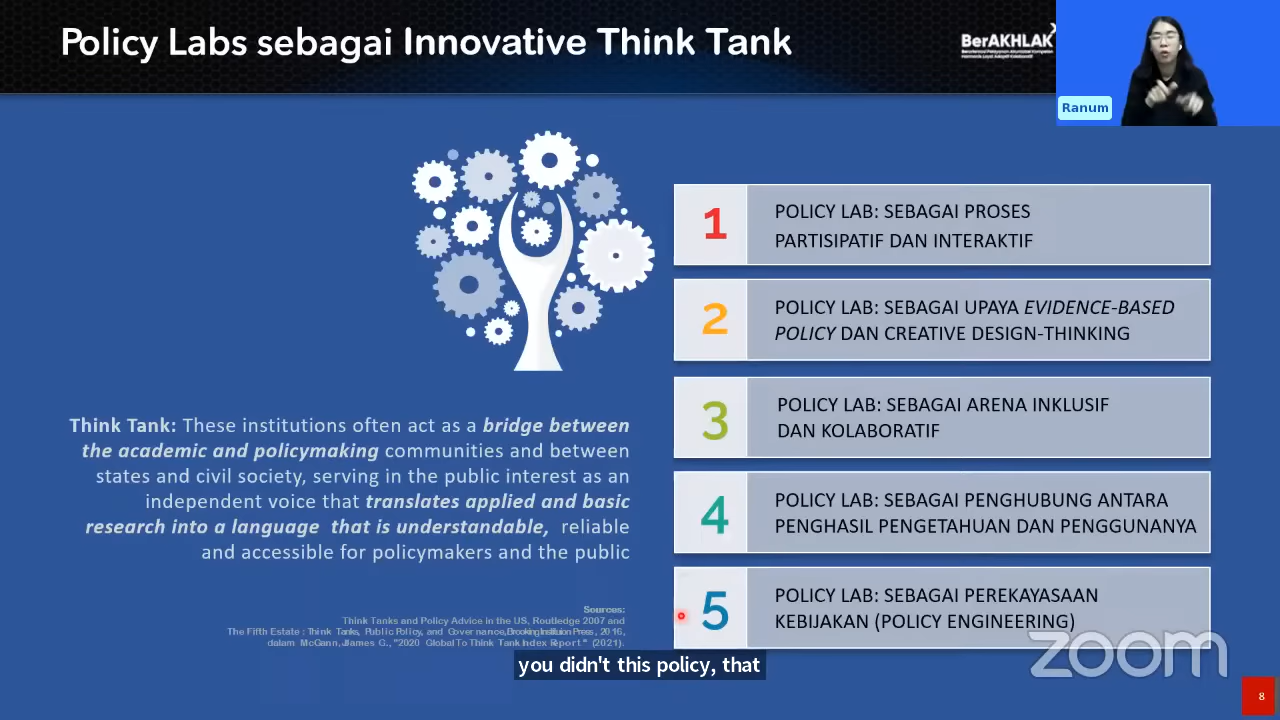 Policy Labs sebagai Innovative Think Tank
BerAKHLAK
Ranum
1
POLICY LAB: SEBAGAI PROSES
PARTISIPATIF DAN INTERAKTIF
2
POLICY LAB: SEBAGAI UPAYA EVIDENCE-BASED
POLICY DAN CREATIVE DESIGN-THINKING
3
POLICY LAB: SEBAGAI ARENA INKLUSIF
DAN KOLABORATIF
4
POLICY LAB: SEBAGAI PENGHUBUNG ANTARA
PENGHASIL PENGETAHUAN DAN PENGGUNANYA
5
POLICY LAB: SEBAGAI PEREKAYASAAN
KEBIJAKAN (POLICY ENGINEERING)
Think Tank: These institutions often act as a bridge between
the academic and policymaking communities and between
states and civil society, serving in the public interest as an
independent voice that translates applied and basic
research into a language that is understandable, reliable
and accessible for policymakers and the public
Sources:
Think Tanks and Policy Advice in the US, Routledge 2007 and
The Fifth Estate : Think Tanks, Public Policy, and Governance, Press, 2016,
dalam McGann, James G., "2020 Global To Think Tank Index Report" (2021).
you didn't this policy, that
zoom
8